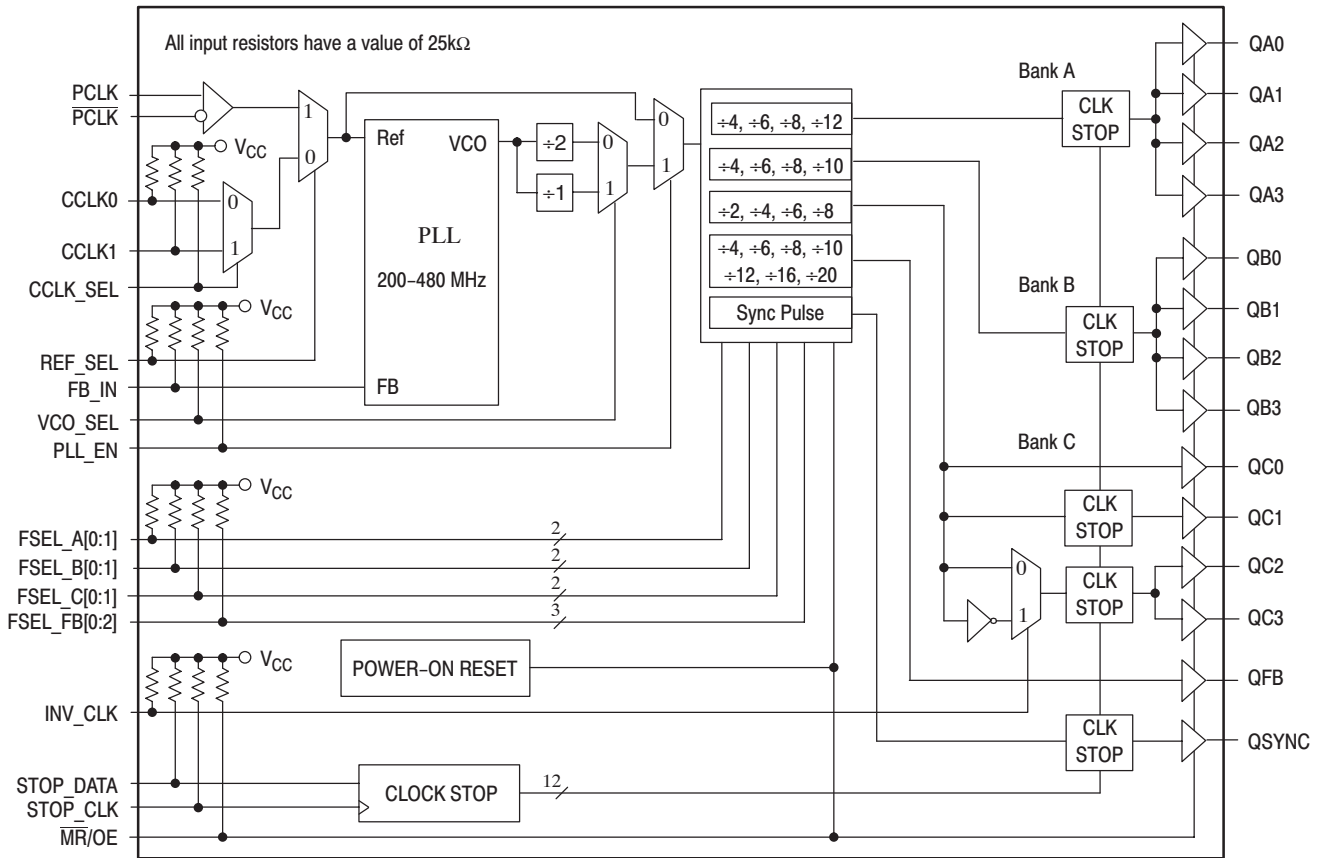 All input resistors have a value of 25kΩ
PCLK
PCLK
VCC
CCLK0
CCLK1
CCLK_SEL
VCC
REF_SEL
FB_IN
VCO_SEL
PLL_EN
VCC
FSEL_A[0:1]
FSEL_B[0:1]
FSEL_C[0:1]
FSEL_FB[0:2]
VCC
INV_CLK
STOP_DATA
STOP_CLK
MR/OE
0
1
1
0
Ref
VCO
PLL
200–480 MHz
FB
÷2
÷1
0
1
0
1
÷4, ÷6, ÷8, ÷12
÷4, ÷6, ÷8, ÷10
÷2, ÷4, ÷6, ÷8
÷4, ÷6, ÷8, ÷10
÷12, ÷16, ÷20
Sync Pulse
2
2
2
3
POWER–ON RESET
CLOCK STOP
12
Bank A
CLK
STOP
Bank B
CLK
STOP
Bank C
CLK
STOP
0
1
CLK
STOP
CLK
STOP
QA0
QA1
QA2
QA3
QB0
QB1
QB2
QB3
QC0
QC1
QC2
QC3
QFB
QSYNC